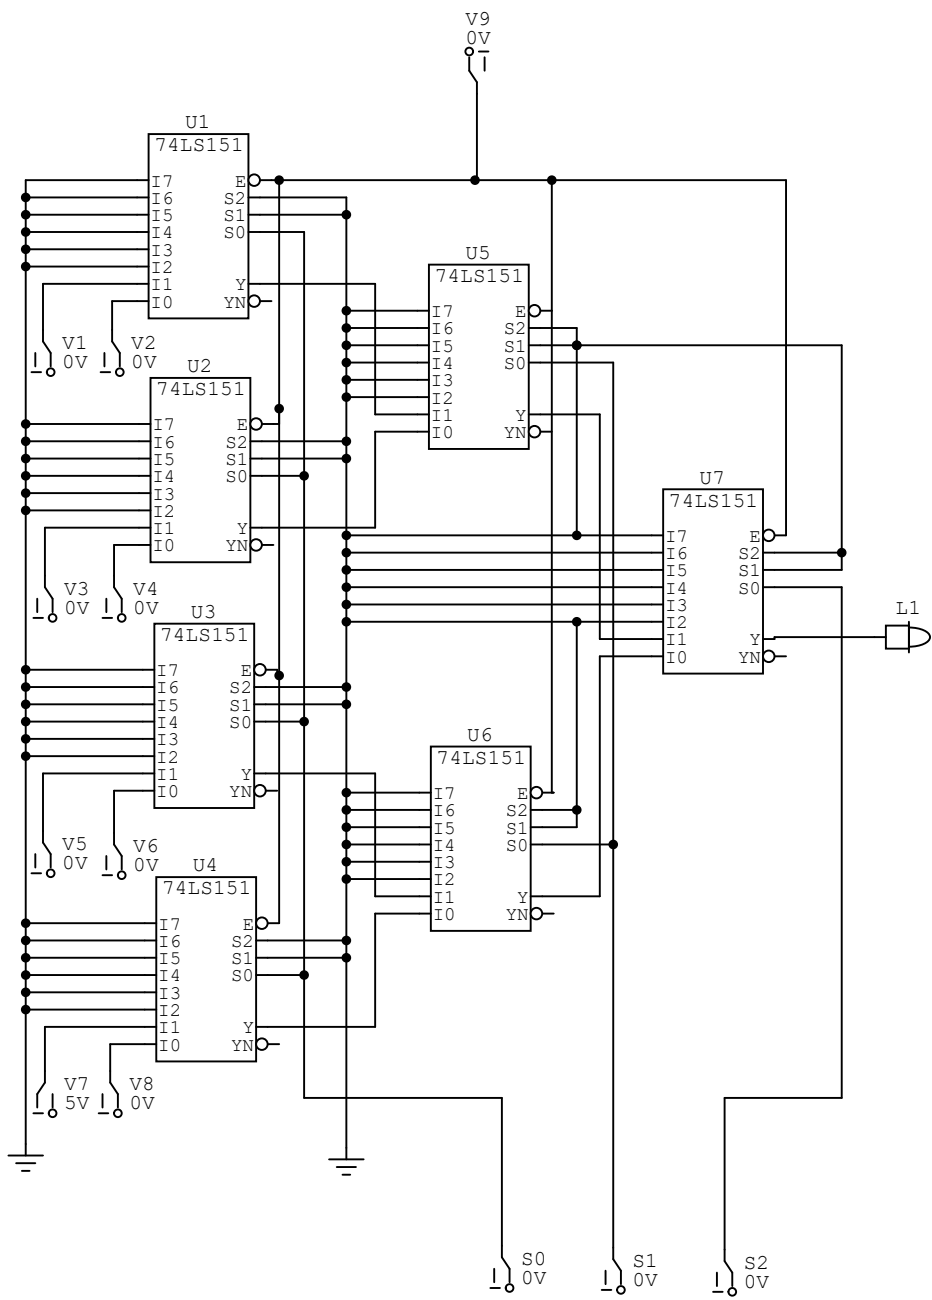 V9
0V
U1
74LS151
I7 E
I6 S2
I5 S1
I4 S0
I3
I2
I1 Y
I0 YN
V1 V2
0V 0V
U2
74LS151
I7 E
I6 S2
I5 S1
I4 S0
I3
I2
I1 Y
I0 YN
V3 V4
0V 0V
U3
74LS151
I7 E
I6 S2
I5 S1
I4 S0
I3
I2
I1 Y
I0 YN
V5 V6
0V 0V
U4
74LS151
I7 E
I6 S2
I5 S1
I4 S0
I3
I2
I1 Y
I0 YN
V7 V8
5V 0V
U5
74LS151
I7 E
I6 S2
I5 S1
I4 S0
I3
I2
I1 Y
I0 YN
U6
74LS151
I7 E
I6 S2
I5 S1
I4 S0
I3
I2
I1 Y
I0 YN
U7
74LS151
I7 E
I6 S2
I5 S1
I4 S0
I3
I2
I1 Y
I0 YN
L1
S0 S1 S2
0V 0V 0V